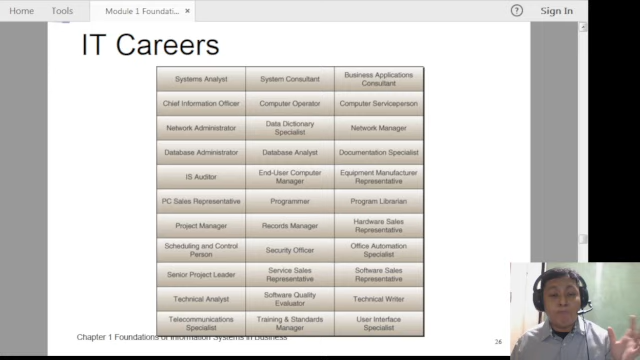 Home Tools Module 1 Foundati... × ? Sign In
IT Careers
Systems Analyst System Consultant Business Applications
Consultant
Chief Information Officer Computer Operator Computer Serviceperson
Network Administrator Data Dictionary
Specialist Network Manager
Database Administrator Database Analyst Documentation Specialist
IS Auditor End-User Computer
Manager Equipment Manufacturer
Representative
PC Sales Representative Programmer Program Librarian
Project Manager Records Manager Hardware Sales
Representative
Scheduling and Control
Person Security Officer Office Automation
Specialist
Senior Project Leader Service Sales
Representative Software Sales
Representative
Technical Analyst Software Quality
Evaluator Technical Writer
Telecommunications
Specialist Training & Standards
Manager User Interface
Specialist
Chapter 1 Foundations of Information Systems in Business 26